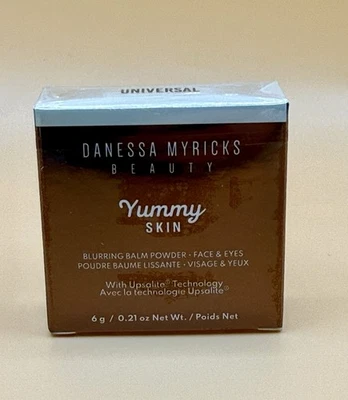 UNIVERSAL
DANESSA MYRICKS
BEAUTY
Yummy
SKIN
BLURRING BALM POWDER - FACE & EYES
POUDRE BAUME LISSANTE - VISAGE & YEUX
With Upsalite® Technology
Avec la technologie Upsalite®
6 g / 0.21 oz Net Wt. / Poids Net